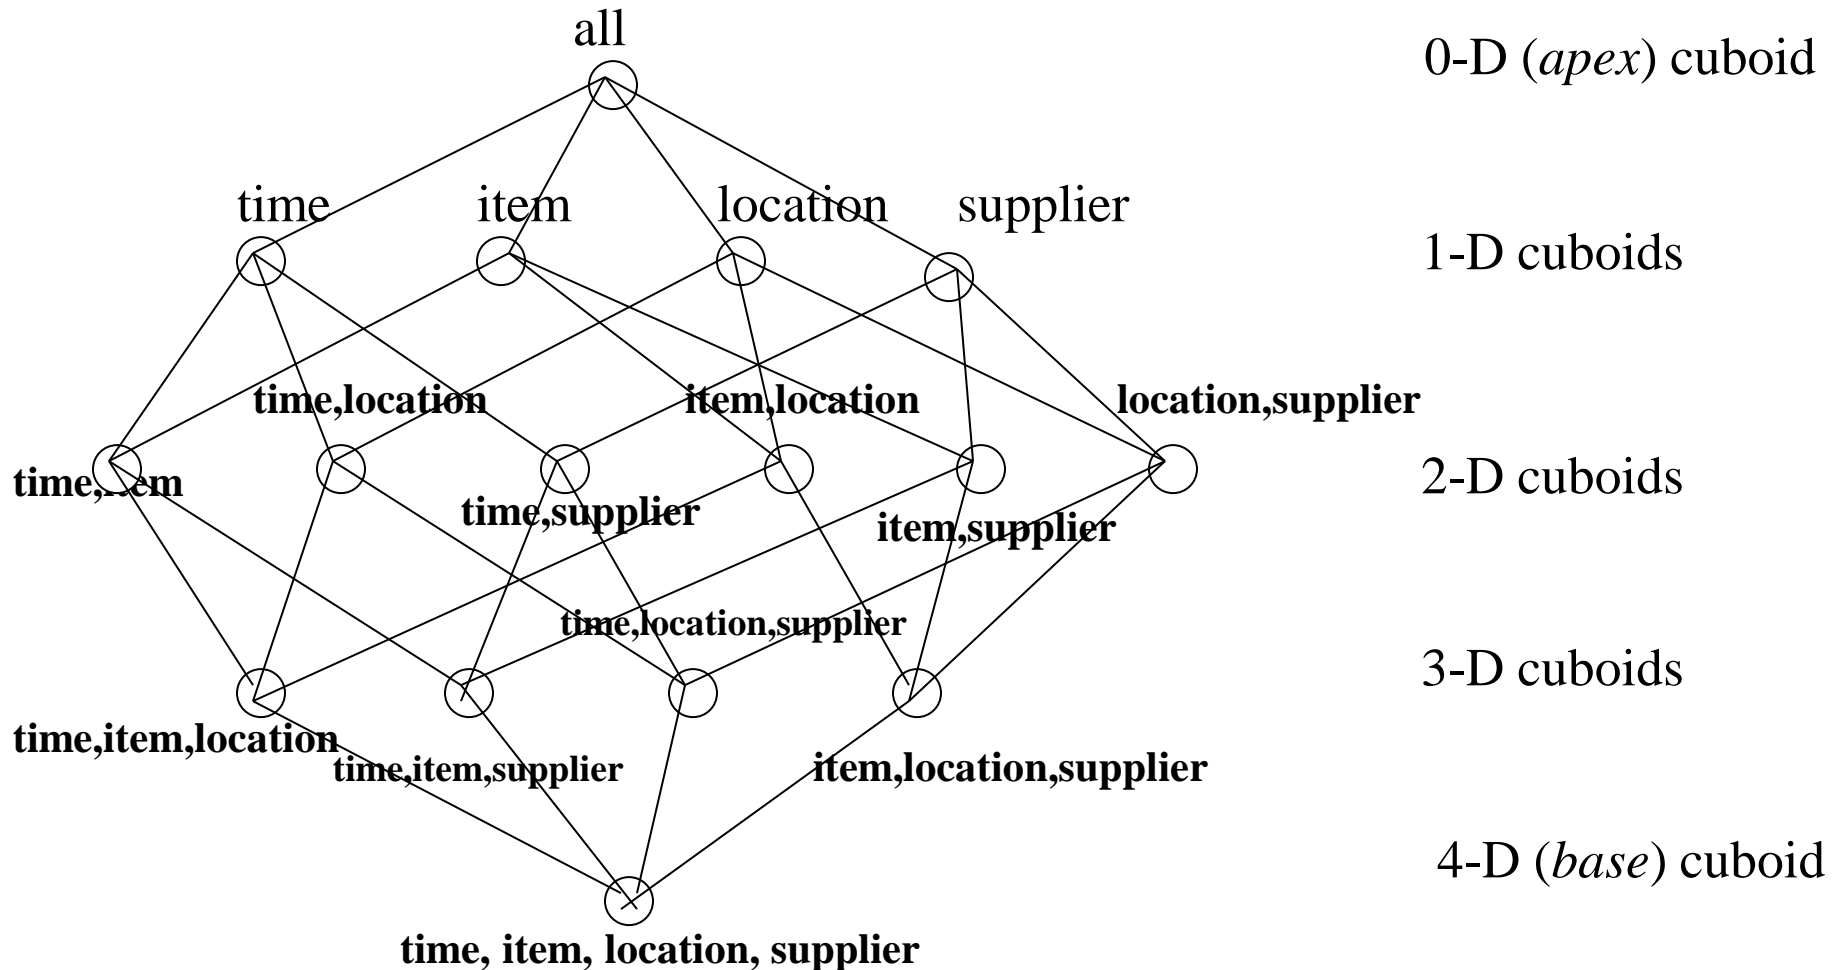 all
0-D (apex) cuboid
time
item
location
supplier
1-D cuboids
time,location
item,location
location,supplier
time,item
time,supplier
item,supplier
2-D cuboids
time,location,supplier
3-D cuboids
time,item,location
time,item,supplier
item,location,supplier
4-D (base) cuboid
time, item, location, supplier